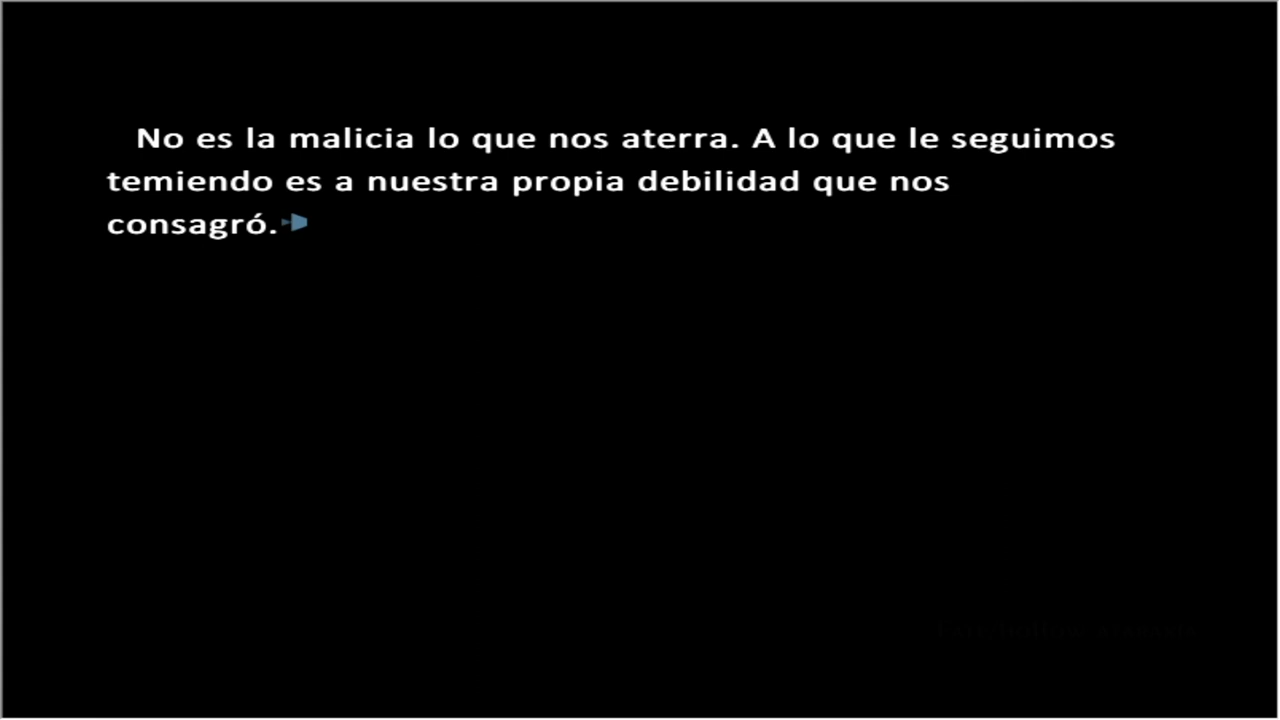 No es la malicia lo que nos aterra. A lo que le seguimos
temiendo es a nuestra propia debilidad que nos
consagró.